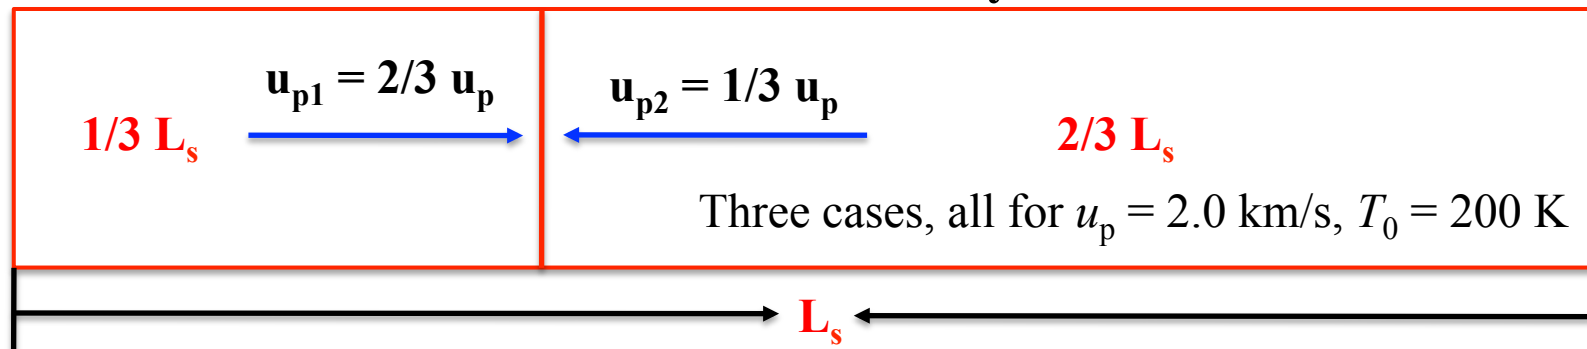 u_p1 = 2/3 u_p
u_p2 = 1/3 u_p
1/3 L_s
2/3 L_s
Three cases, all for u_p = 2.0 km/s, T_0 = 200 K
L_s